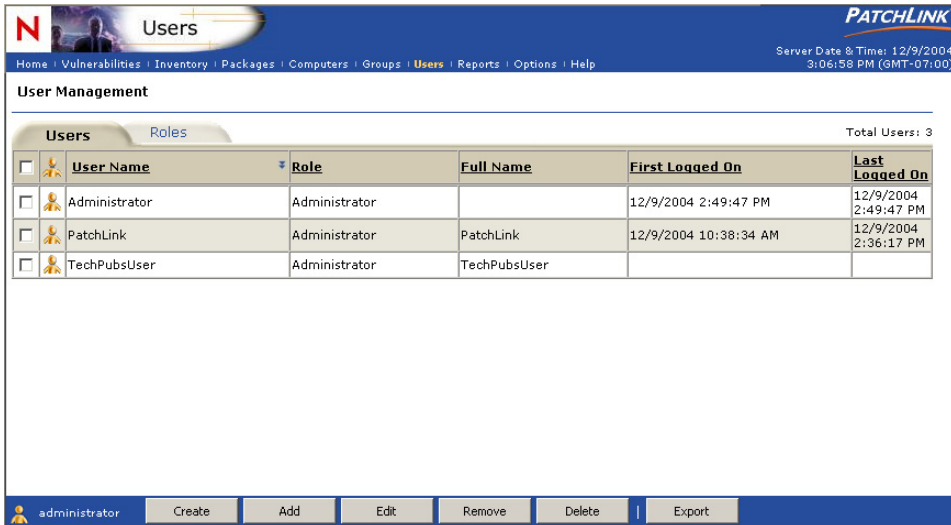 N Users PATCHLINK
Server Date & Time: 12/9/2004
Home | Vulnerabilities | Inventory | Packages | Computers | Groups | Users | Reports | Options | Help 3:06:58 PM (GMT-07:00)
User Management
Users Roles Total Users: 3
User Name Role Full Name First Logged On Last Logged On
Administrator Administrator 12/9/2004 2:49:47 PM 12/9/2004 2:49:47 PM
PatchLink Administrator PatchLink 12/9/2004 10:38:34 AM 12/9/2004 2:36:17 PM
TechPubsUser Administrator TechPubsUser
administrator Create Add Edit Remove Delete | Export